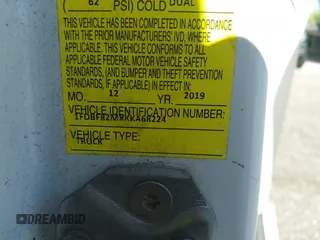 62 PSI) COLD DUAL
THIS VEHICLE HAS BEEN COMPLETED IN ACCORDANCE
WITH THE PRIOR MANUFACTURERS' IVD, WHERE
APPLICABLE. THIS VEHICLE CONFORMS TO ALL
APPLICABLE FEDERAL MOTOR VEHICLE SAFETY
STANDARDS, (AND BUMPER AND THEFT PREVENTION
STANDARDS, IF APPLICABLE) IN EFFECT IN
MO. 12 YR. 2019
VEHICLE IDENTIFICATION NUMBER:
VEHICLE TYPE:
TRUCK
DREAMBID